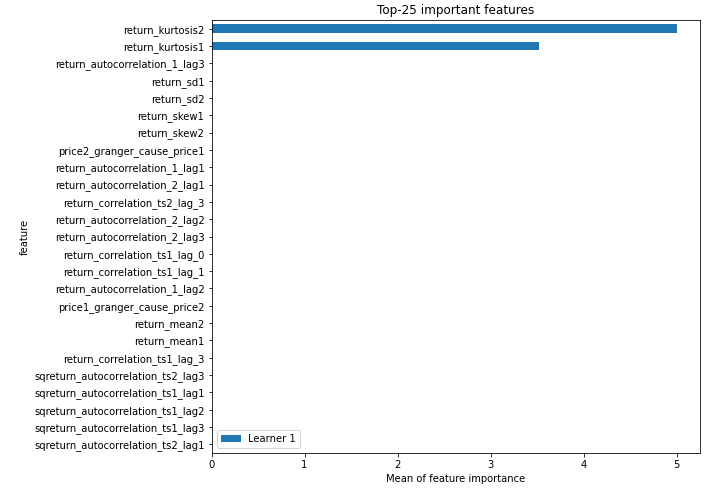 Top-25 important features
return_kurtosis2
return_kurtosis1
return_autocorrelation_1_lag3
return_sd1
return_sd2
return_skew1
return_skew2
price2_granger_cause_price1
return_autocorrelation_1_lag1
return_autocorrelation_2_lag1
return_correlation_ts2_lag_3
return_autocorrelation_2_lag2
return_autocorrelation_2_lag3
return_correlation_ts1_lag_0
return_correlation_ts1_lag_1
return_autocorrelation_1_lag2
price1_granger_cause_price2
return_mean2
return_mean1
return_correlation_ts1_lag_3
sqreturn_autocorrelation_ts2_lag3
sqreturn_autocorrelation_ts1_lag1
sqreturn_autocorrelation_ts1_lag2
sqreturn_autocorrelation_ts1_lag3
sqreturn_autocorrelation_ts2_lag1
feature
Learner 1
0 1 2 3 4 5
Mean of feature importance